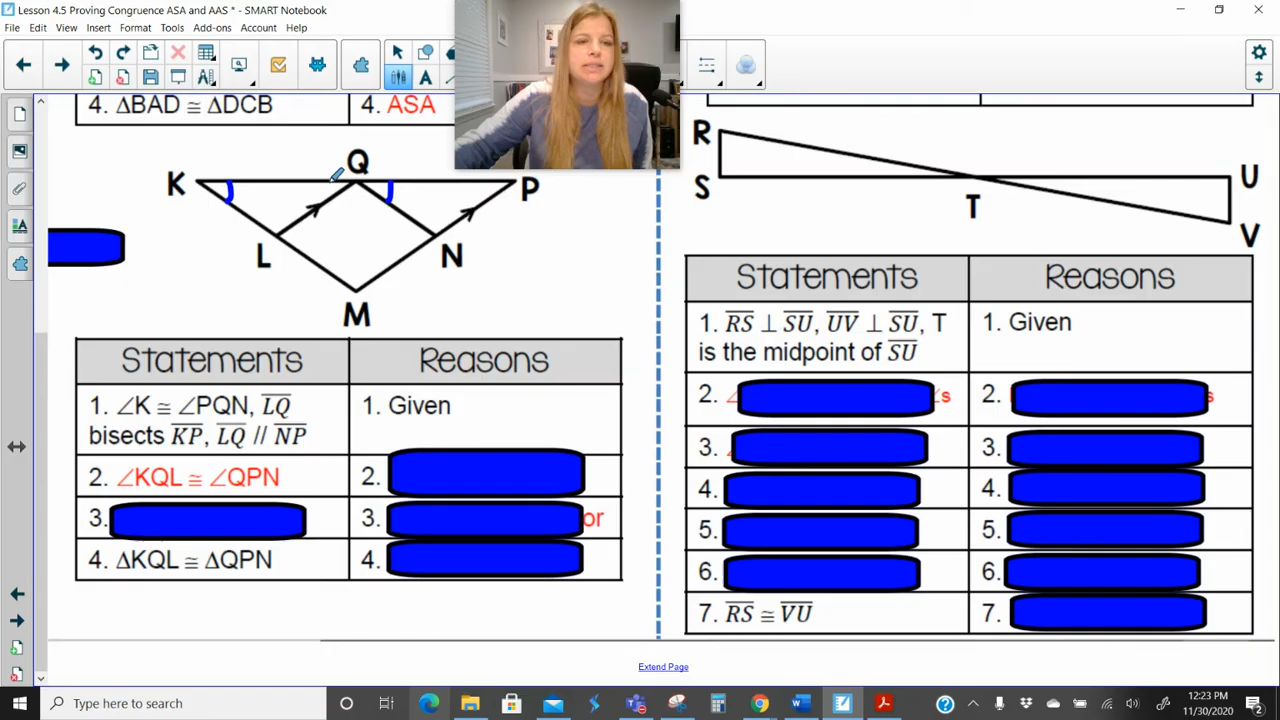 Lesson 4.5 Proving Congruence ASA and AAS * - SMART Notebook
File Edit View Insert Format Tools Add-ons Account Help
4. ΔBAD ≅ ΔDCB
4. ASA
K
Q
P
L
N
M
R
S
T
U
V
Statements
Reasons
1. ∠K ≅ ∠PQN, LQ
bisects KP, LQ // NP
1. Given
2. ∠KQL ≅ ∠QPN
2.
3.
3. or
4. ΔKQL ≅ ΔQPN
4.
Statements
Reasons
1. RS ⊥ SU, UV ⊥ SU, T
is the midpoint of SU
1. Given
2. ∠ ∠s
2. s
3. ∠
3.
4.
4.
5.
5.
6.
6.
7. RS ≅ VU
7.
Extend Page
Type here to search
12:23 PM
11/30/2020
2